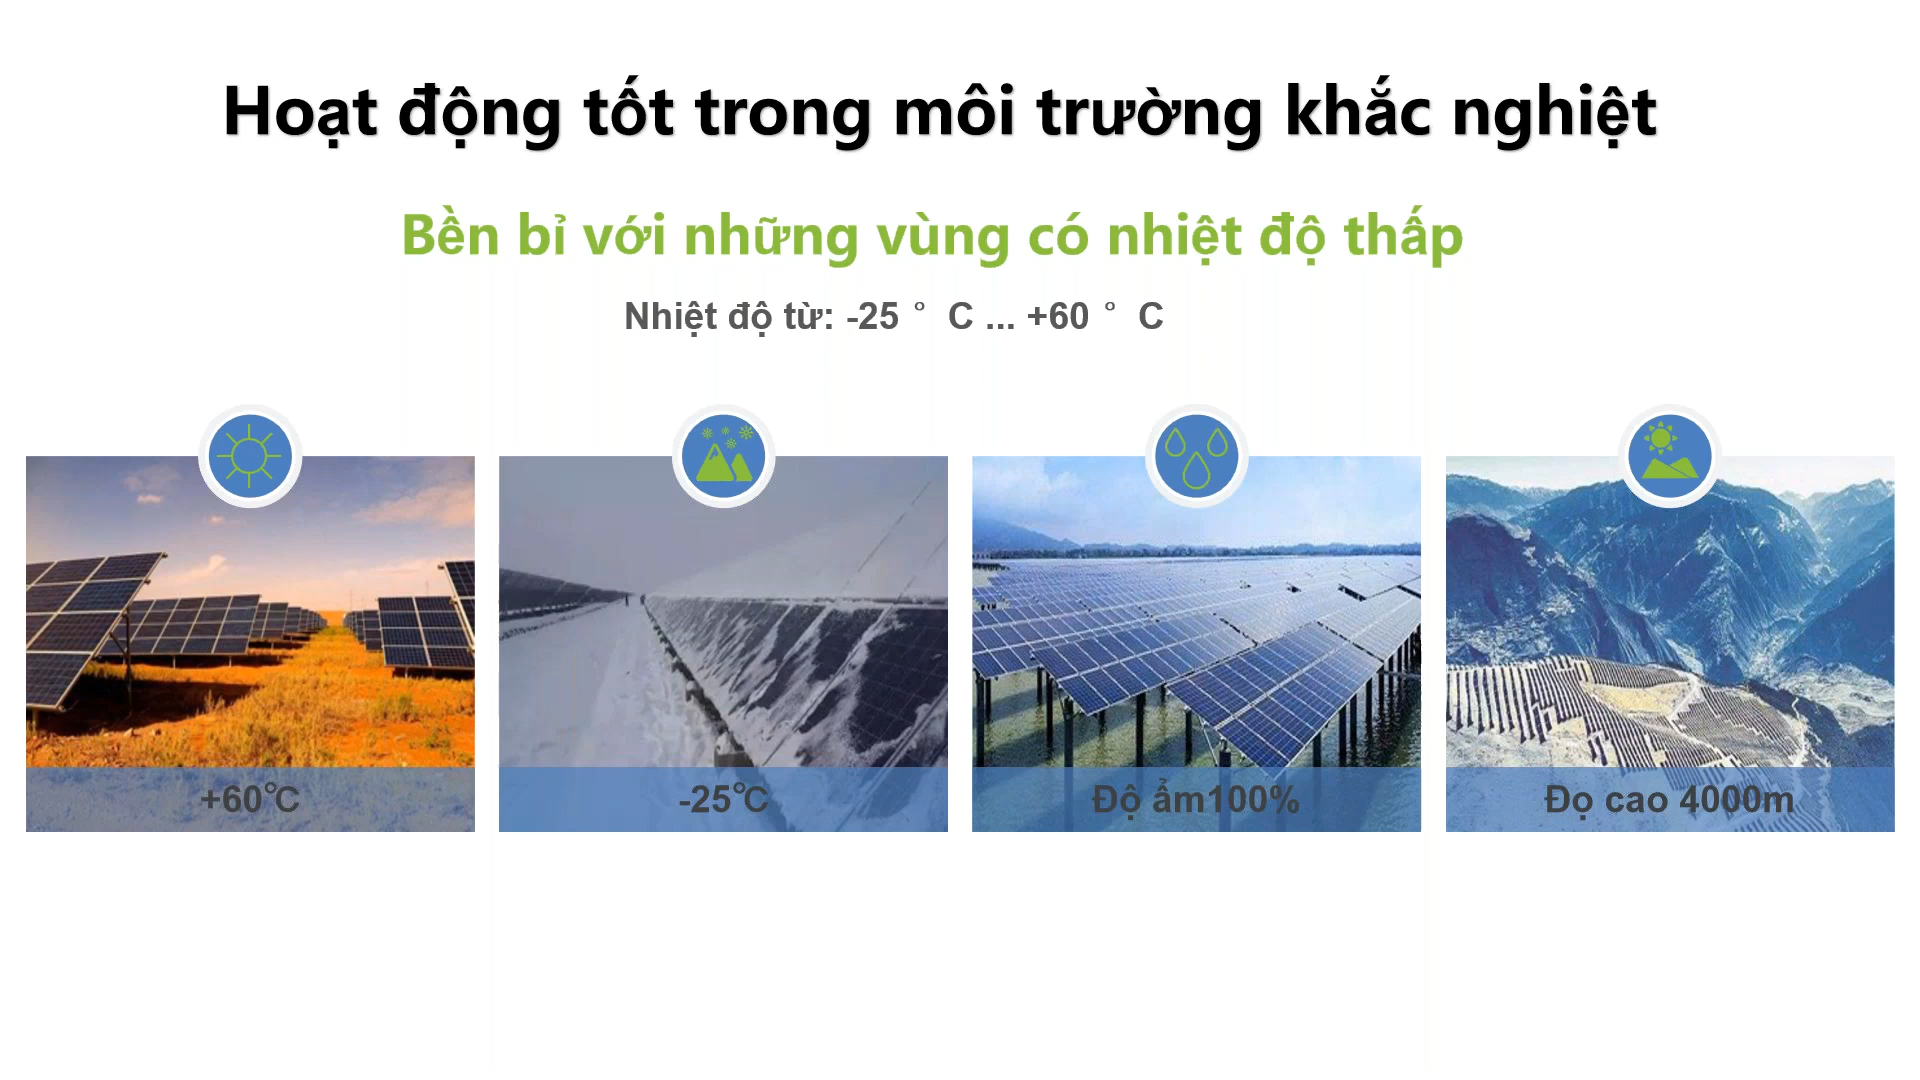 Hoạt động tốt trong môi trường khắc nghiệt
Bền bỉ với những vùng có nhiệt độ thấp
Nhiệt độ từ: -25 ° C ... +60 ° C
+60℃
-25℃
Độ ẩm100%
Đọ cao 4000m